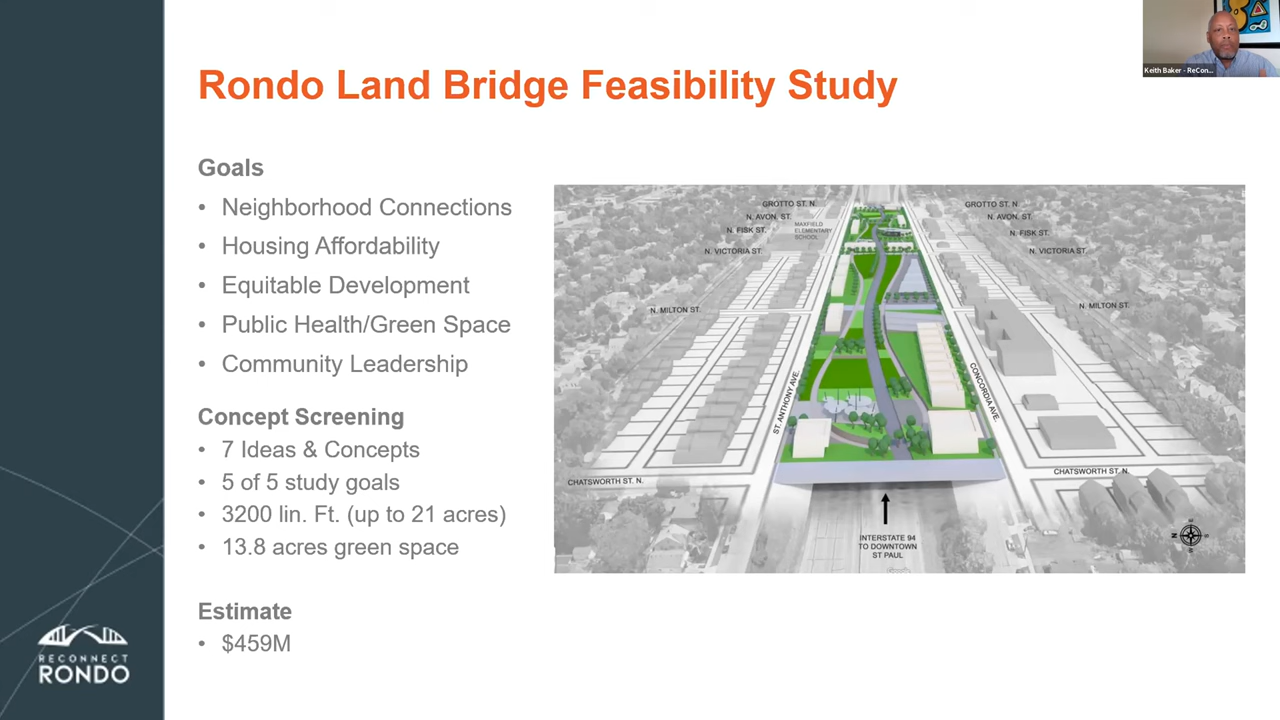 Keith Baker - ReCon...
Rondo Land Bridge Feasibility Study
Goals
• Neighborhood Connections
• Housing Affordability
• Equitable Development
• Public Health/Green Space
• Community Leadership
Concept Screening
• 7 Ideas & Concepts
• 5 of 5 study goals
• 3200 lin. Ft. (up to 21 acres)
• 13.8 acres green space
Estimate
• $459M
GROTTO ST. N.
N. AVON. ST.
MAXFIELD
ELEMENTARY
SCHOOL
N. FISK ST.
N. VICTORIA ST.
N. MILTON ST.
ST. ANTHONY AVE.
CHATSWORTH ST. N.
GROTTO ST. N
N. AVON. ST.
N. FISK ST.
N. VICTORIA ST.
N. MILTON ST.
CONCORDIA AVE.
CHATSWORTH ST. N.
INTERSTATE 94
TO DOWNTOWN
ST PAUL
RECONNECT
RONDO